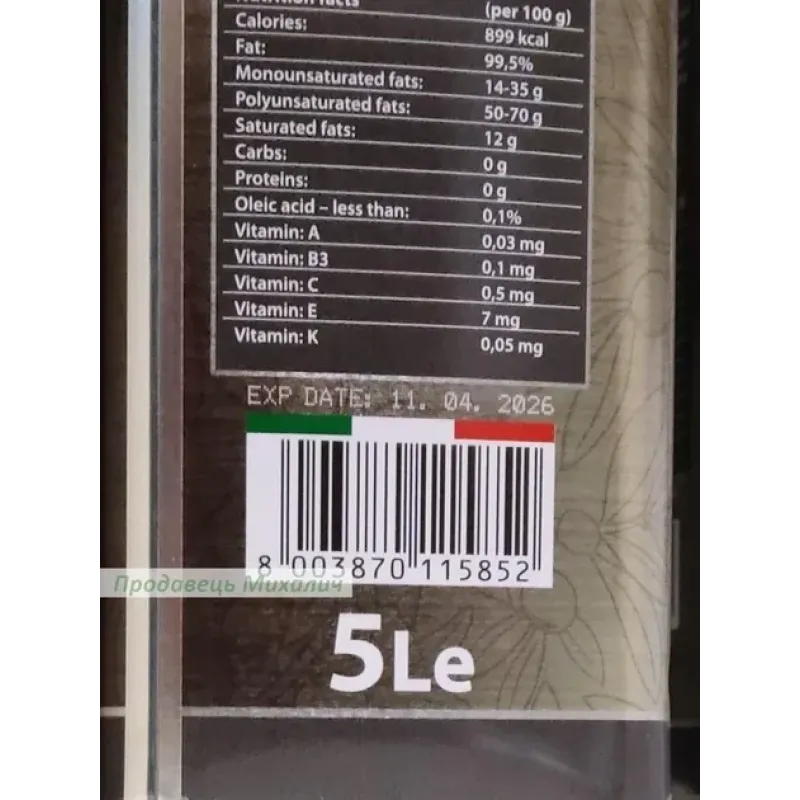 Nutrition facts (per 100 g)
Calories: 899 kcal
Fat: 99,5%
Monounsaturated fats: 14-35 g
Polyunsaturated fats: 50-70 g
Saturated fats: 12 g
Carbs: 0 g
Proteins: 0 g
Oleic acid – less than: 0,1%
Vitamin: A 0,03 mg
Vitamin: B3 0,1 mg
Vitamin: C 0,5 mg
Vitamin: E 7 mg
Vitamin: K 0,05 mg
EXP DATE: 11. 04. 2026
8 003870 115852
Продавець Михалич
5Le